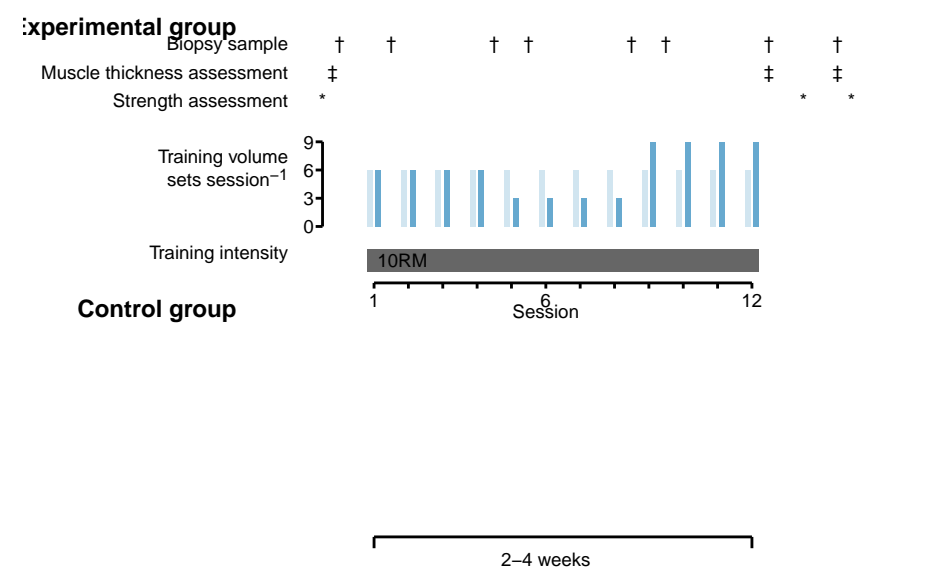 Experimental group
Biopsy sample † † † † † † † †
Muscle thickness assessment ‡ ‡ ‡
Strength assessment * * *
Training volume
sets session−1
9
6
3
0
Training intensity
10RM
1 6 12
Session
Control group
2–4 weeks